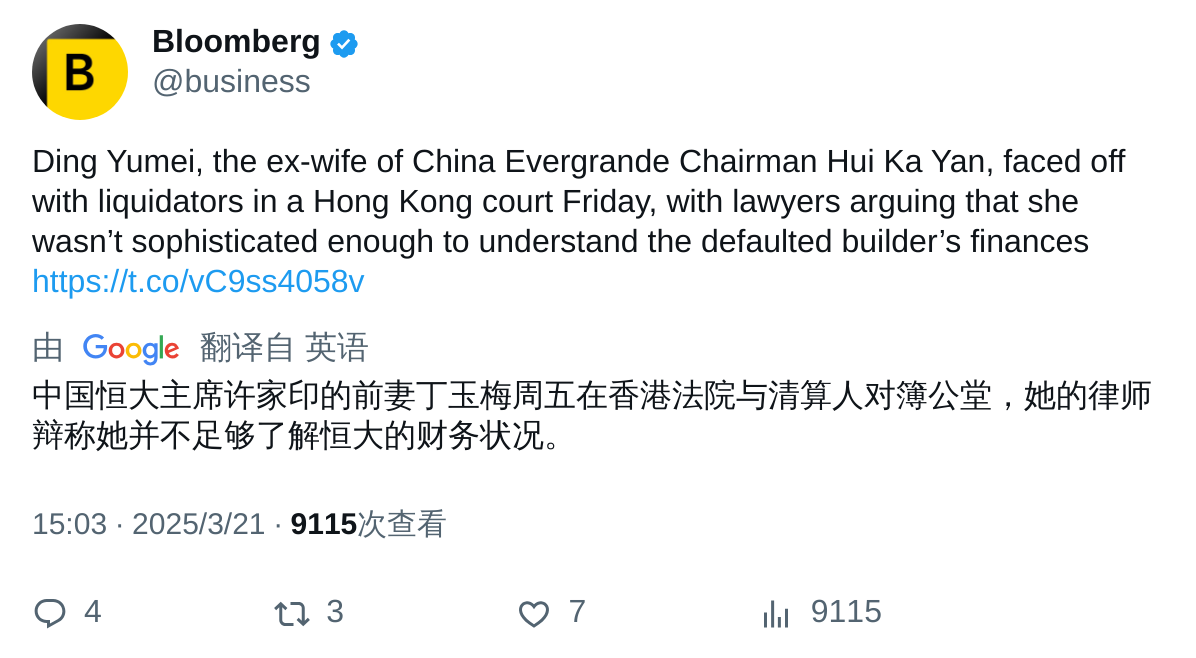 B
Bloomberg
@business
Ding Yumei, the ex-wife of China Evergrande Chairman Hui Ka Yan, faced off
with liquidators in a Hong Kong court Friday, with lawyers arguing that she
wasn’t sophisticated enough to understand the defaulted builder’s finances
https://t.co/vC9ss4058v
由 Google 翻译自 英语
中国恒大主席许家印的前妻丁玉梅周五在香港法院与清算人对簿公堂，她的律师
辩称她并不足够了解恒大的财务状况。
15:03 · 2025/3/21 · 9115次查看
4 3 7 9115